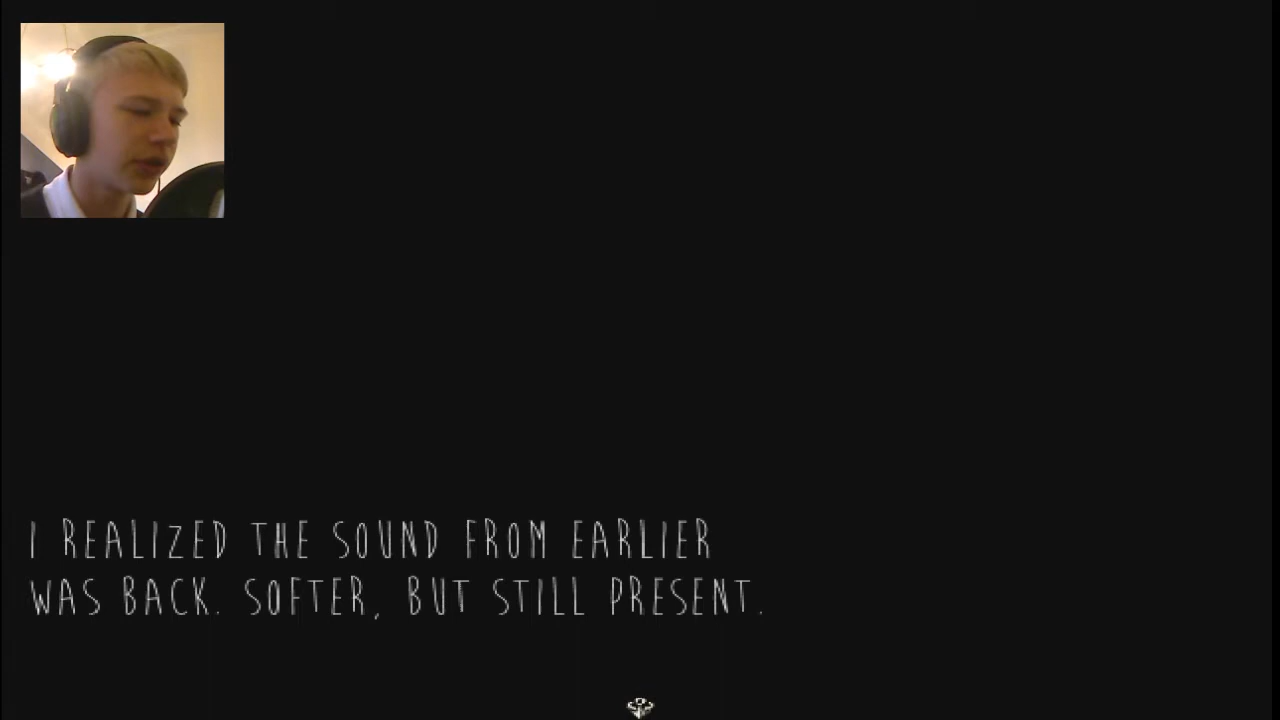 I REALIZED THE SOUND FROM EARLIER
WAS BACK. SOFTER, BUT STILL PRESENT.